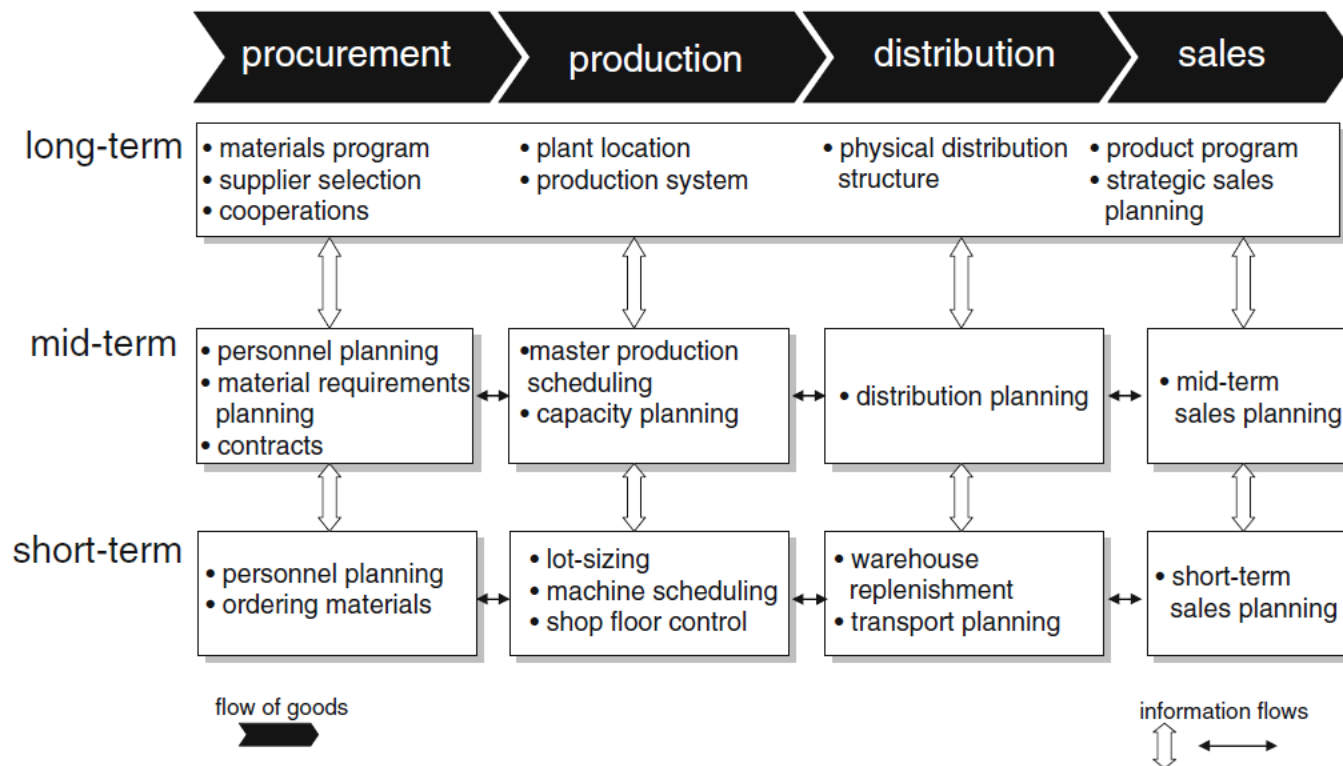 procurement
production
distribution
sales
long-term
• materials program
• supplier selection
• cooperations
• plant location
• production system
• physical distribution
structure
• product program
• strategic sales
planning
mid-term
• personnel planning
• material requirements
planning
• contracts
•master production
scheduling
• capacity planning
• distribution planning
• mid-term
sales planning
short-term
• personnel planning
• ordering materials
• lot-sizing
• machine scheduling
• shop floor control
• warehouse
replenishment
• transport planning
• short-term
sales planning
flow of goods
information flows